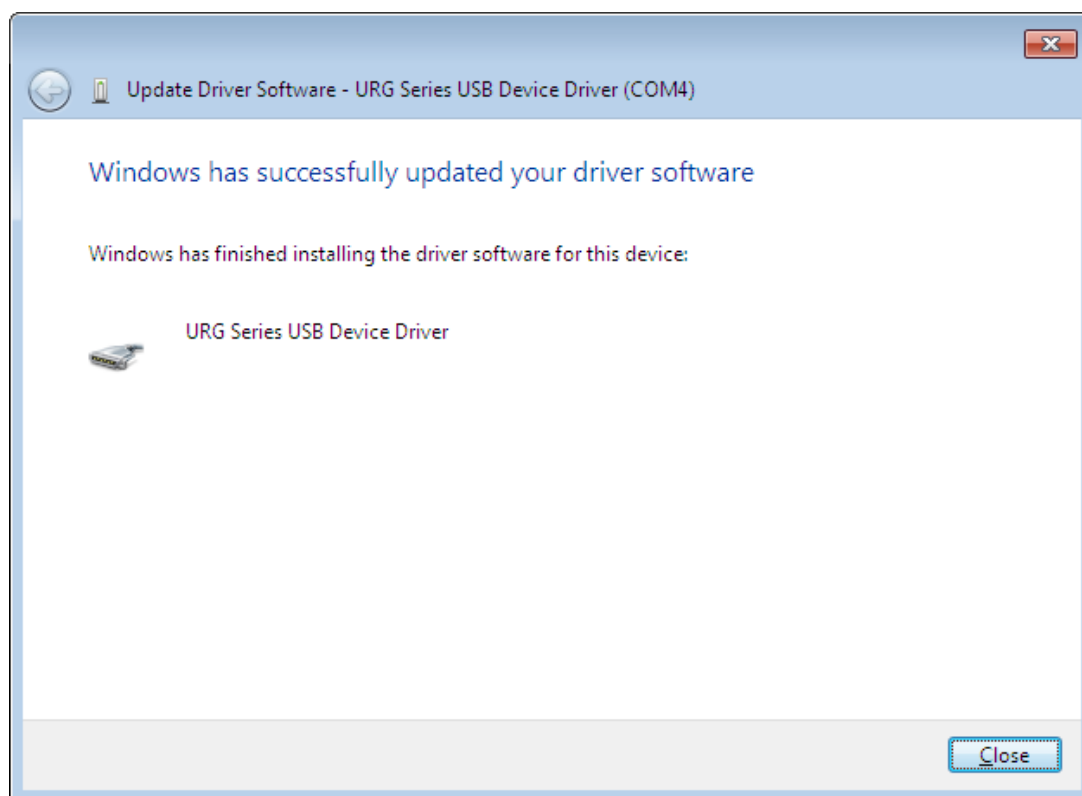 Update Driver Software - URG Series USB Device Driver (COM4)
Windows has successfully updated your driver software
Windows has finished installing the driver software for this device:
URG Series USB Device Driver
Close